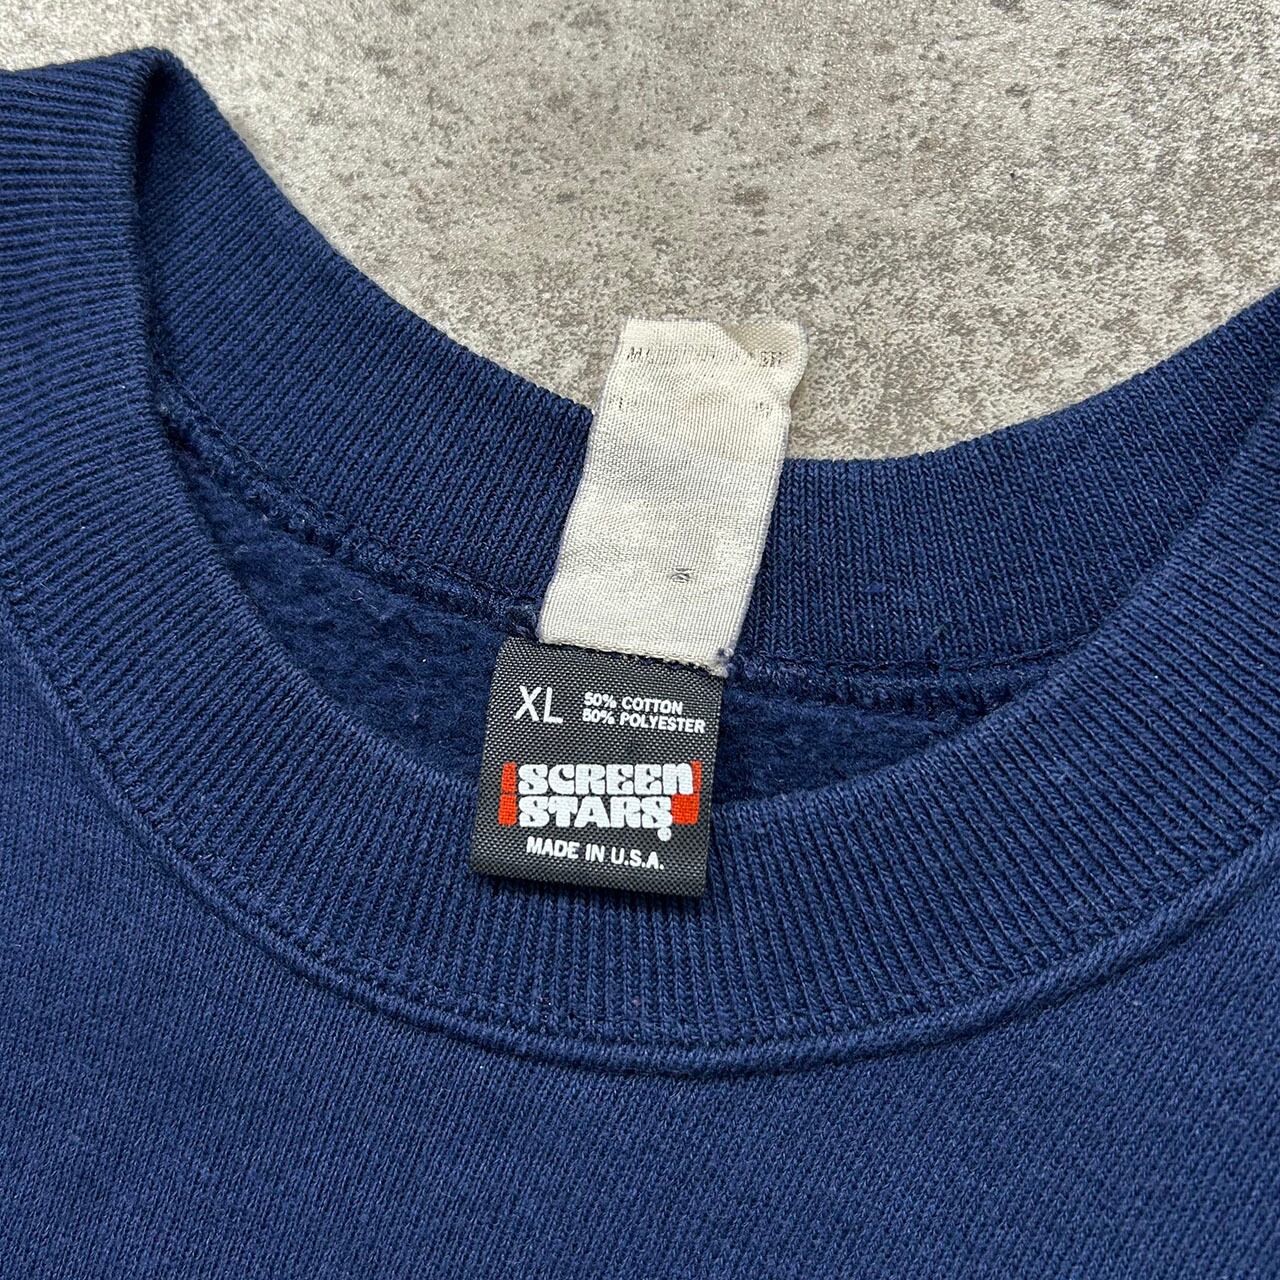 XL 50% COTTON
50% POLYESTER
SCREEN
STARS®
MADE IN U.S.A.